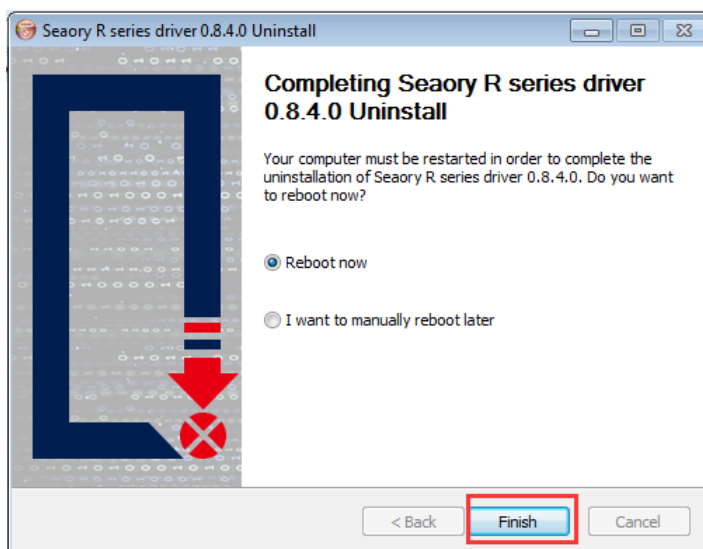 Seaory R series driver 0.8.4.0 Uninstall
Completing Seaory R series driver
0.8.4.0 Uninstall
Your computer must be restarted in order to complete the
uninstallation of Seaory R series driver 0.8.4.0. Do you want
to reboot now?
Reboot now
I want to manually reboot later
< Back
Finish
Cancel